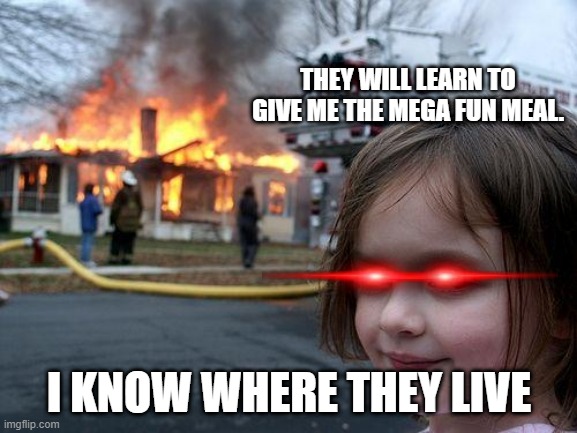 THEY WILL LEARN TO
GIVE ME THE MEGA FUN MEAL.
I KNOW WHERE THEY LIVE
imgflip.com